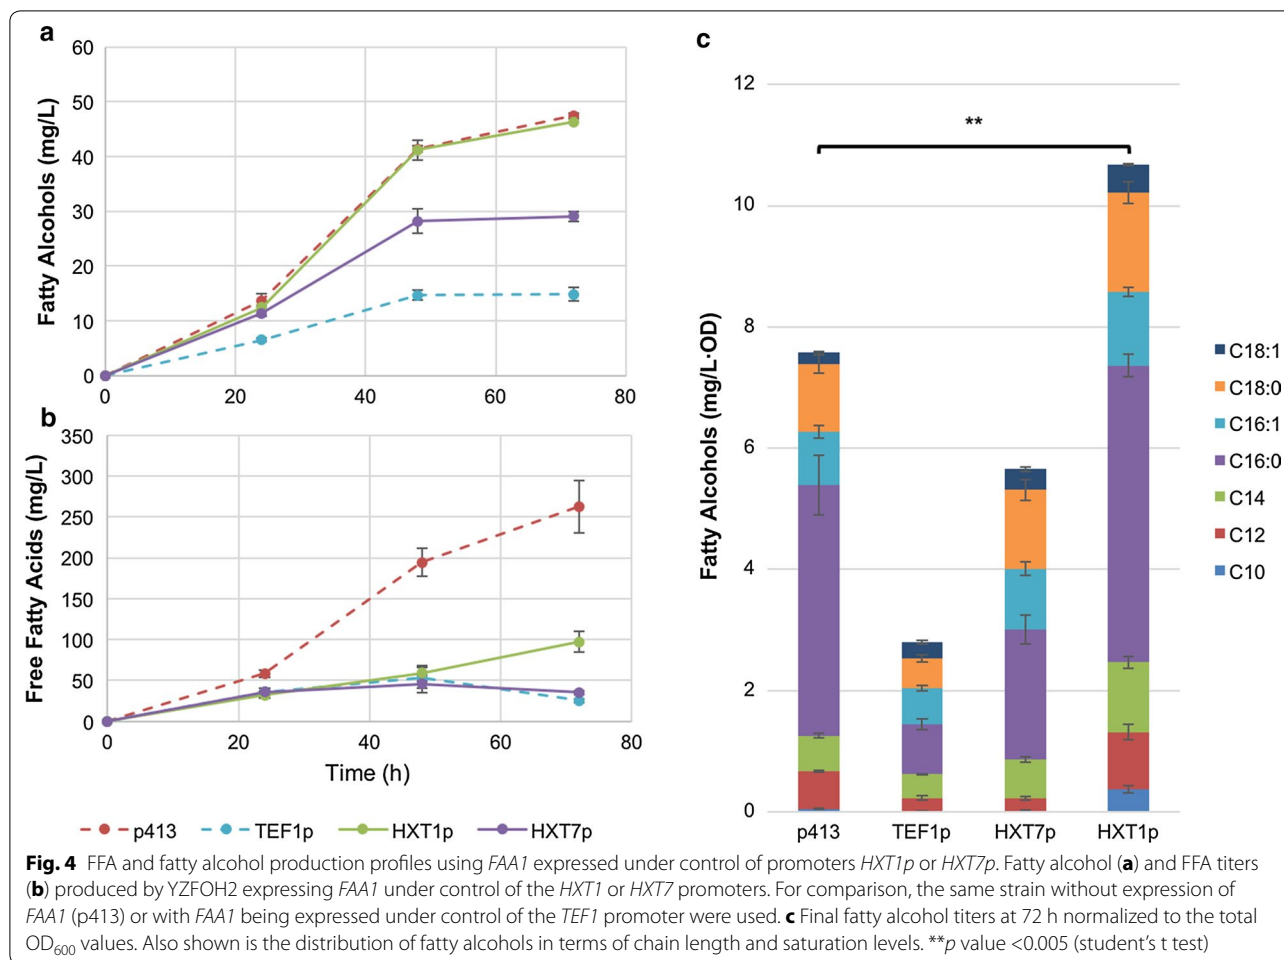 a
60
50
40
30
20
10
0
Fatty Alcohols (mg/L)
0 20 40 60 80
b
350
300
250
200
150
100
50
0
Free Fatty Acids (mg/L)
0 20 40 60 80
Time (h)
p413 TEF1p HXT1p HXT7p
c
12
10
8
6
4
2
0
Fatty Alcohols (mg/L·OD)
**
p413 TEF1p HXT7p HXT1p
C18:1
C18:0
C16:1
C16:0
C14
C12
C10
Fig. 4 FFA and fatty alcohol production profiles using FAA1 expressed under control of promoters HXT1p or HXT7p. Fatty alcohol (a) and FFA titers
(b) produced by YZFOH2 expressing FAA1 under control of the HXT1 or HXT7 promoters. For comparison, the same strain without expression of
FAA1 (p413) or with FAA1 being expressed under control of the TEF1 promoter were used. c Final fatty alcohol titers at 72 h normalized to the total
OD600 values. Also shown is the distribution of fatty alcohols in terms of chain length and saturation levels. **p value <0.005 (student's t test)